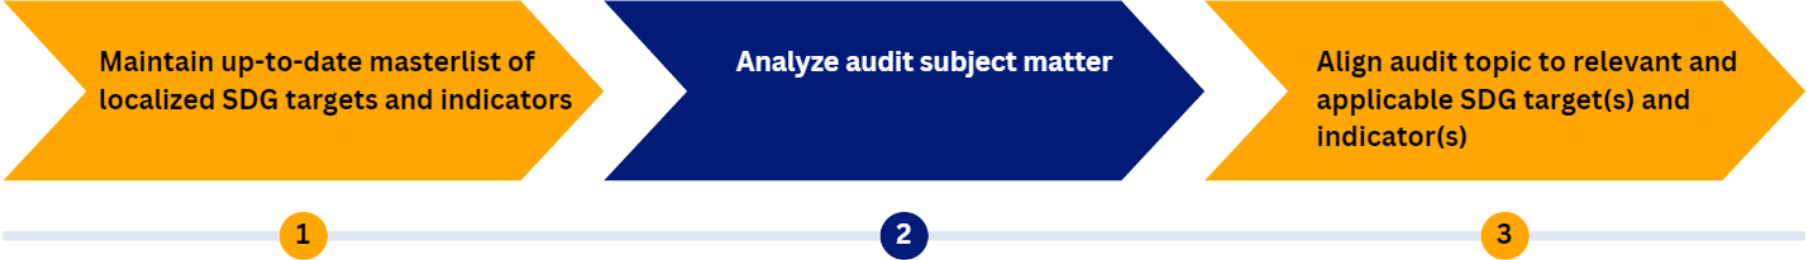 Maintain up-to-date masterlist of
localized SDG targets and indicators
Analyze audit subject matter
Align audit topic to relevant and
applicable SDG target(s) and
indicator(s)
1
2
3